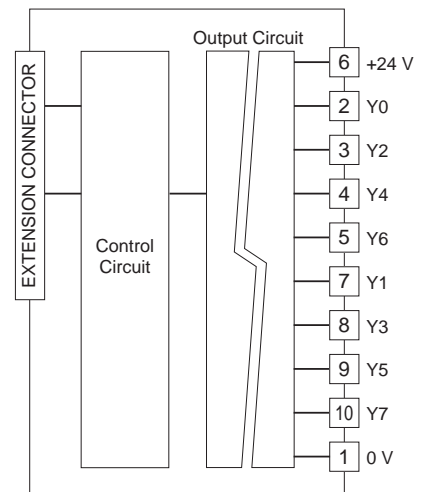 Output Circuit
EXTENSION CONNECTOR
Control
Circuit
6 +24 V
2 Y0
3 Y2
4 Y4
5 Y6
7 Y1
8 Y3
9 Y5
10 Y7
1 0 V